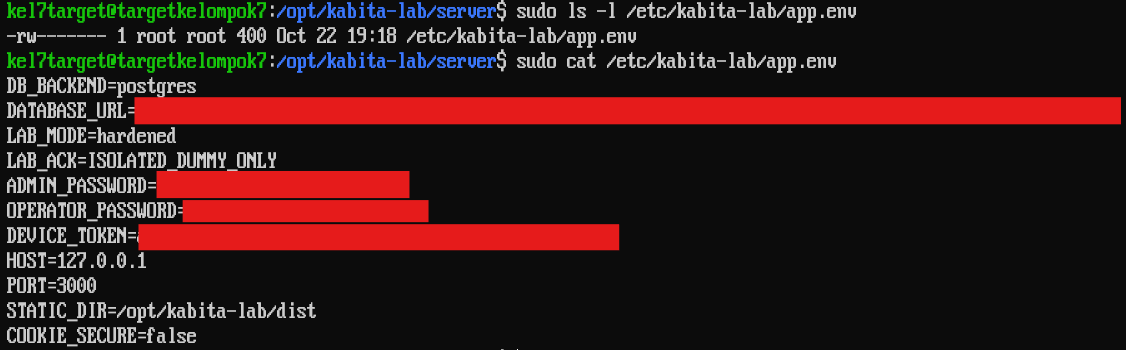 kel7target@targetkelompok7:/opt/kabita-lab/server$ sudo ls -l /etc/kabita-lab/app.env
-rw------- 1 root root 400 Oct 22 19:18 /etc/kabita-lab/app.env
kel7target@targetkelompok7:/opt/kabita-lab/server$ sudo cat /etc/kabita-lab/app.env
DB_BACKEND=postgres
DATABASE_URL=
LAB_MODE=hardened
LAB_ACK=ISOLATED_DUMMY_ONLY
ADMIN_PASSWORD=
OPERATOR_PASSWORD=
DEVICE_TOKEN=
HOST=127.0.0.1
PORT=3000
STATIC_DIR=/opt/kabita-lab/dist
COOKIE_SECURE=false